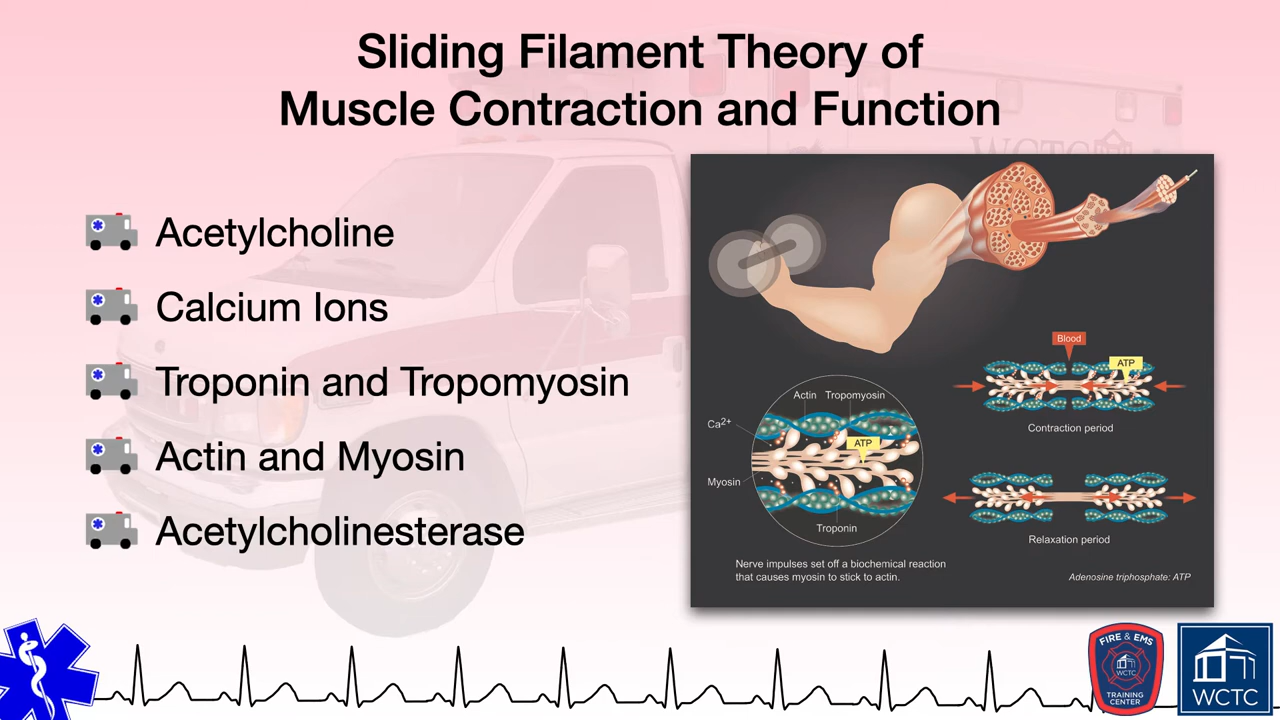 Sliding Filament Theory of
Muscle Contraction and Function
WCTC
Acetylcholine
Calcium Ions
Troponin and Tropomyosin
Actin and Myosin
Acetylcholinesterase
Blood
ATP
Contraction period
Actin Tropomyosin
Ca2+
ATP
Myosin
Troponin
Relaxation period
Nerve impulses set off a biochemical reaction
that causes myosin to stick to actin.
Adenosine triphosphate: ATP
FIRE & EMS
WCTC
TRAINING
CENTER
WCTC